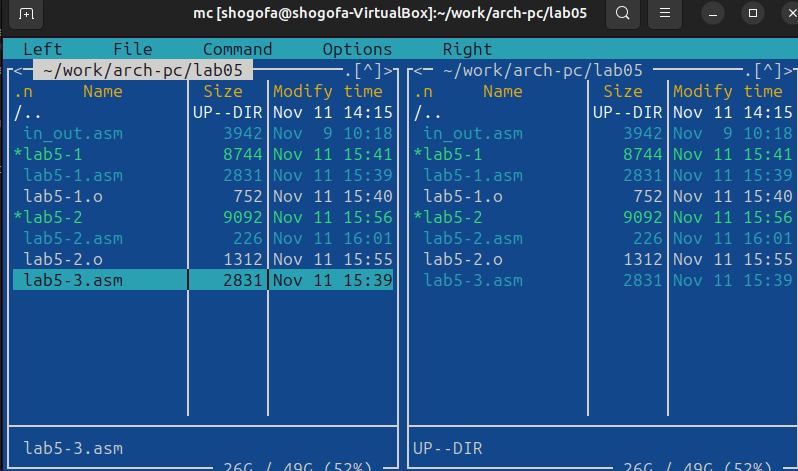 mc [shogofa@shogofa-VirtualBox]:~/work/arch-pc/lab05
Left File Command Options Right
<─ ~/work/arch-pc/lab05 .[^]> <─ ~/work/arch-pc/lab05 .[^]>
.n Name Size Modify time .n Name Size Modify time
/.. UP--DIR Nov 11 14:15 /.. UP--DIR Nov 11 14:15
in_out.asm 3942 Nov 9 10:18 in_out.asm 3942 Nov 9 10:18
*lab5-1 8744 Nov 11 15:41 *lab5-1 8744 Nov 11 15:41
lab5-1.asm 2831 Nov 11 15:39 lab5-1.asm 2831 Nov 11 15:39
lab5-1.o 752 Nov 11 15:40 lab5-1.o 752 Nov 11 15:40
*lab5-2 9092 Nov 11 15:56 *lab5-2 9092 Nov 11 15:56
lab5-2.asm 226 Nov 11 16:01 lab5-2.asm 226 Nov 11 16:01
lab5-2.o 1312 Nov 11 15:55 lab5-2.o 1312 Nov 11 15:55
lab5-3.asm 2831 Nov 11 15:39 lab5-3.asm 2831 Nov 11 15:39
lab5-3.asm UP--DIR
26G / 49G (52%) 26G / 49G (52%)